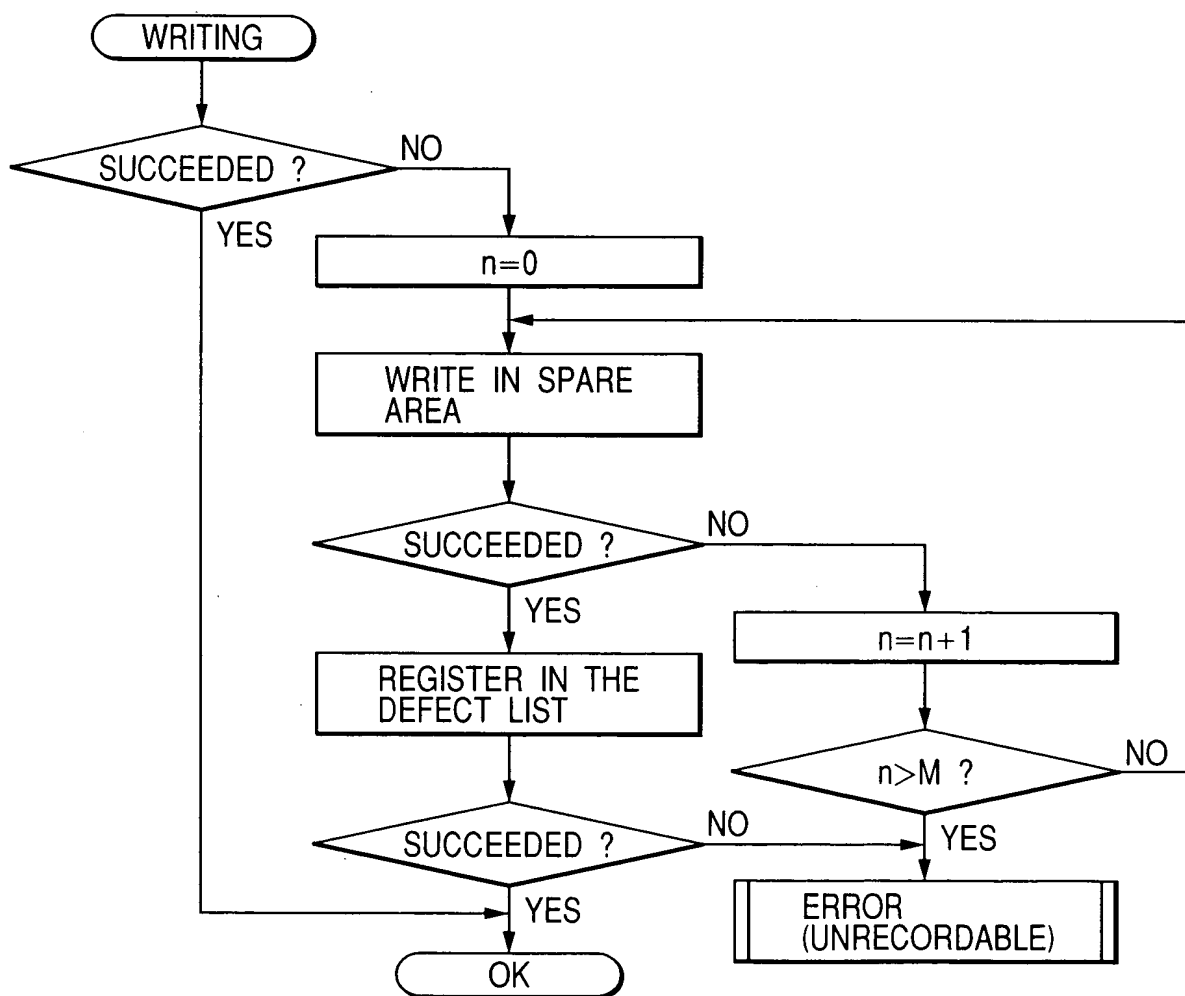 WRITING
SUCCEEDED ?
NO
YES
n=0
WRITE IN SPARE
AREA
SUCCEEDED ?
NO
YES
n=n+1
REGISTER IN THE
DEFECT LIST
n>M ?
NO
YES
SUCCEEDED ?
NO
YES
ERROR
(UNRECORDABLE)
OK